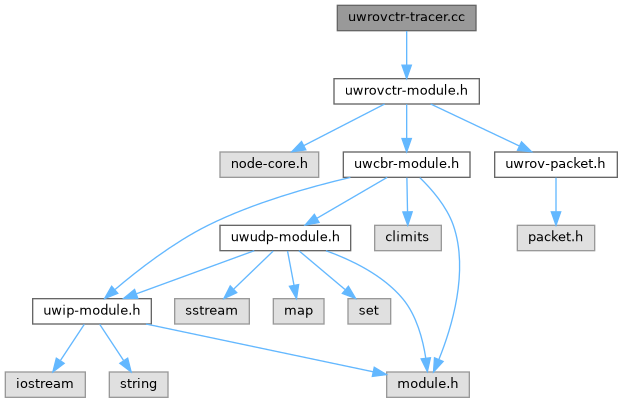 uwrovctr-tracer.cc
uwrovctr-module.h
node-core.h
uwcbr-module.h
uwrov-packet.h
uwudp-module.h
climits
packet.h
uwip-module.h
sstream
map
set
iostream
string
module.h